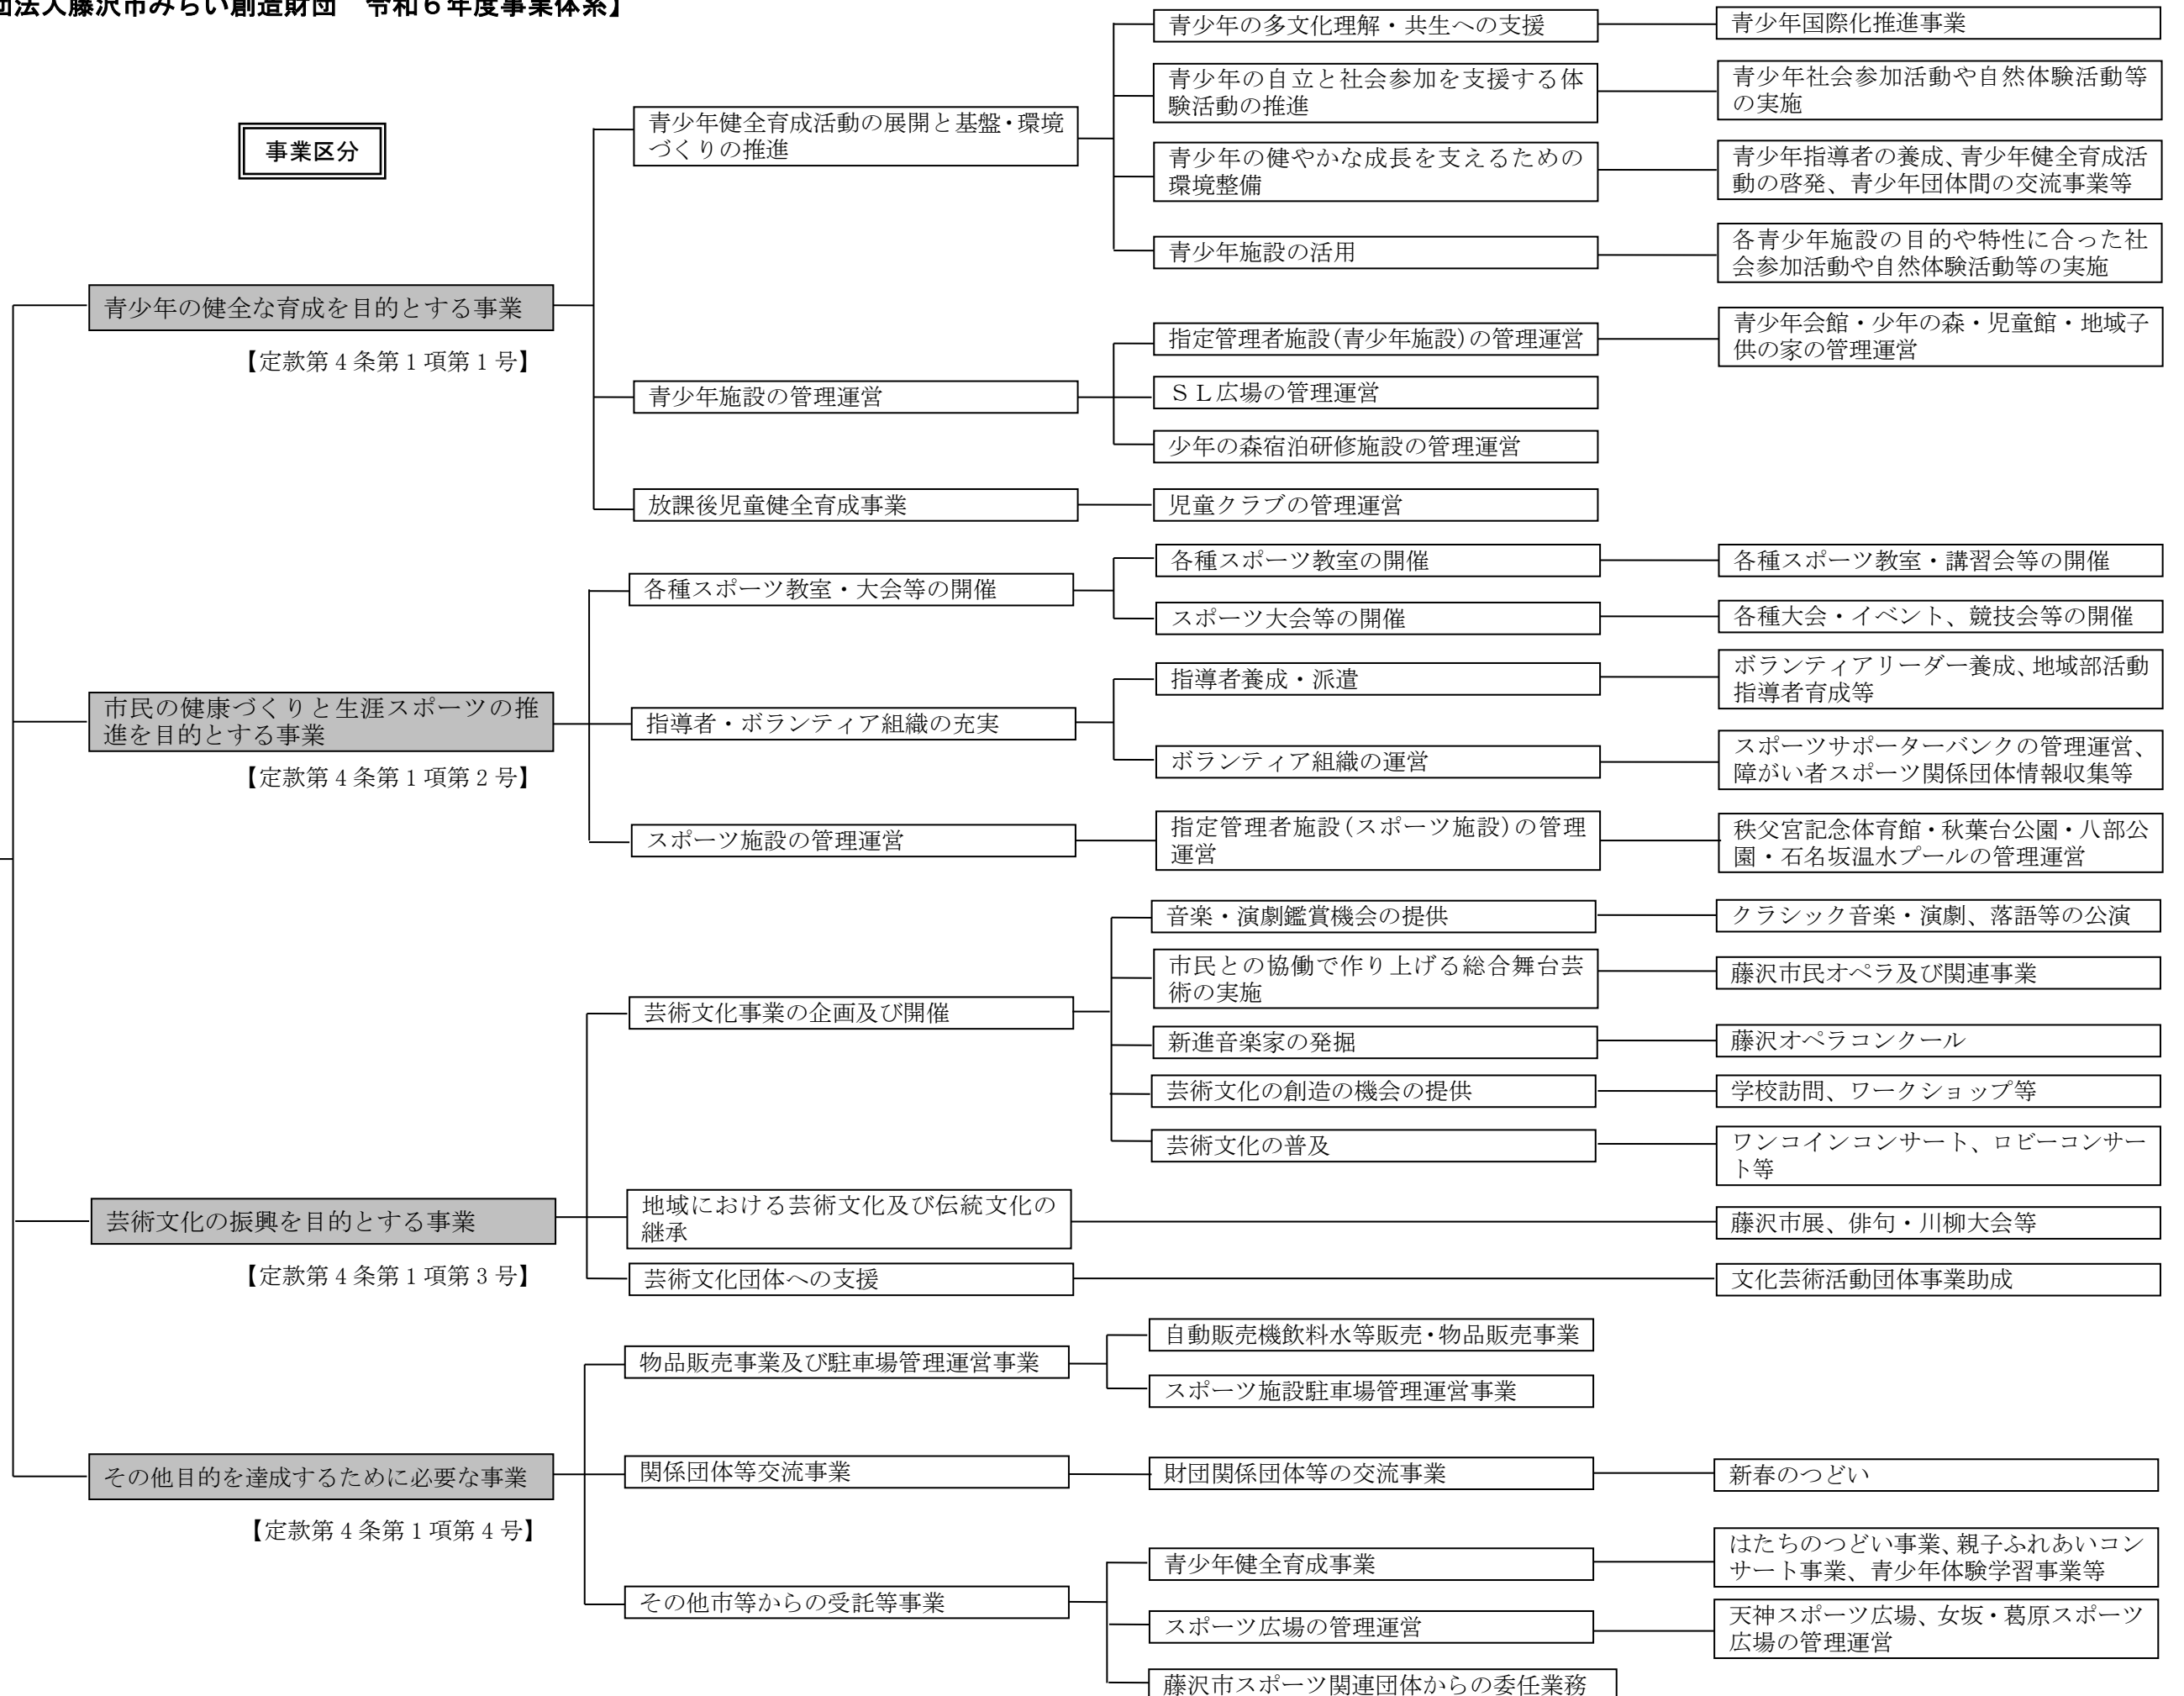 団法人藤沢市みらい創造財団　令和６年度事業体系】
事業区分
青少年の健全な育成を目的とする事業
【定款第４条第１項第１号】
青少年健全育成活動の展開と基盤・環境
づくりの推進
青少年の多文化理解・共生への支援
青少年国際化推進事業
青少年の自立と社会参加を支援する体
験活動の推進
青少年社会参加活動や自然体験活動等
の実施
青少年の健やかな成長を支えるための
環境整備
青少年指導者の養成、青少年健全育成活
動の啓発、青少年団体間の交流事業等
青少年施設の活用
各青少年施設の目的や特性に合った社
会参加活動や自然体験活動等の実施
青少年施設の管理運営
指定管理者施設(青少年施設)の管理運営
青少年会館・少年の森・児童館・地域子
供の家の管理運営
ＳＬ広場の管理運営
少年の森宿泊研修施設の管理運営
放課後児童健全育成事業
児童クラブの管理運営
市民の健康づくりと生涯スポーツの推
進を目的とする事業
【定款第４条第１項第２号】
各種スポーツ教室・大会等の開催
各種スポーツ教室の開催
各種スポーツ教室・講習会等の開催
スポーツ大会等の開催
各種大会・イベント、競技会等の開催
指導者・ボランティア組織の充実
指導者養成・派遣
ボランティアリーダー養成、地域部活動
指導者育成等
ボランティア組織の運営
スポーツサポーターバンクの管理運営、
障がい者スポーツ関係団体情報収集等
スポーツ施設の管理運営
指定管理者施設(スポーツ施設)の管理
運営
秩父宮記念体育館・秋葉台公園・八部公
園・石名坂温水プールの管理運営
芸術文化の振興を目的とする事業
【定款第４条第１項第３号】
芸術文化事業の企画及び開催
音楽・演劇鑑賞機会の提供
クラシック音楽・演劇、落語等の公演
市民との協働で作り上げる総合舞台芸
術の実施
藤沢市民オペラ及び関連事業
新進音楽家の発掘
藤沢オペラコンクール
芸術文化の創造の機会の提供
学校訪問、ワークショップ等
芸術文化の普及
ワンコインコンサート、ロビーコンサー
ト等
地域における芸術文化及び伝統文化の
継承
藤沢市展、俳句・川柳大会等
芸術文化団体への支援
文化芸術活動団体事業助成
その他目的を達成するために必要な事業
【定款第４条第１項第４号】
物品販売事業及び駐車場管理運営事業
自動販売機飲料水等販売・物品販売事業
スポーツ施設駐車場管理運営事業
関係団体等交流事業
財団関係団体等の交流事業
新春のつどい
その他市等からの受託等事業
青少年健全育成事業
はたちのつどい事業、親子ふれあいコン
サート事業、青少年体験学習事業等
スポーツ広場の管理運営
天神スポーツ広場、女坂・葛原スポーツ
広場の管理運営
藤沢市スポーツ関連団体からの委任業務